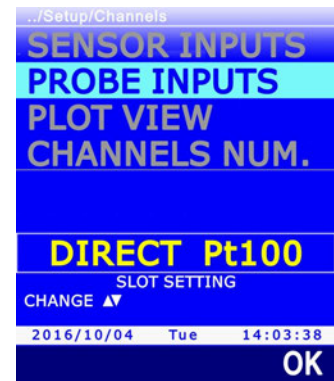 ../Setup/Channels
SENSOR INPUTS
PROBE INPUTS
PLOT VIEW
CHANNELS NUM.
DIRECT Pt100
SLOT SETTING
CHANGE ▲▼
2016/10/04 Tue 14:03:38
OK